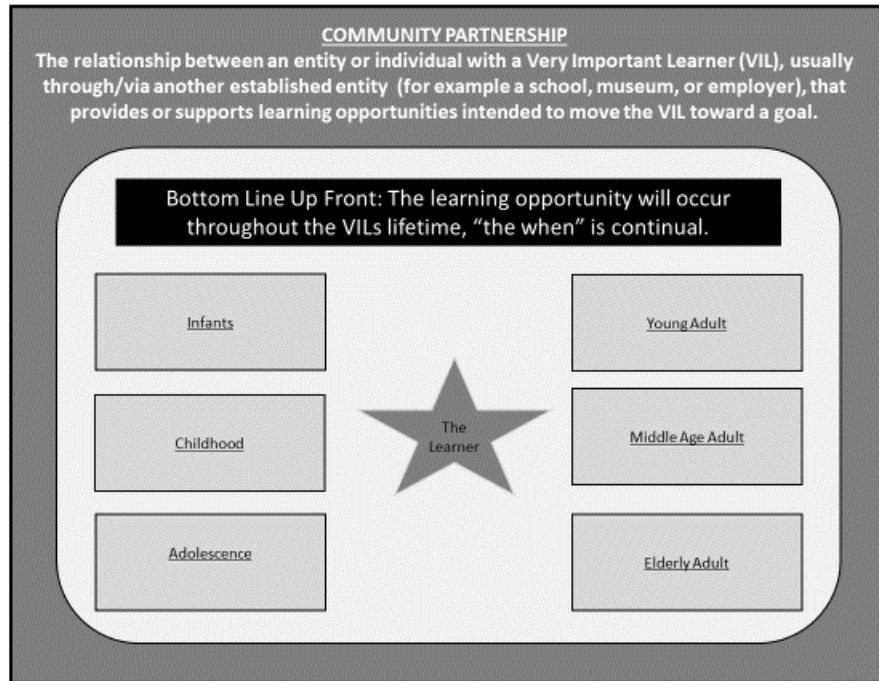 COMMUNITY PARTNERSHIP
The relationship between an entity or individual with a Very Important Learner (VIL), usually
through/via another established entity (for example a school, museum, or employer), that
provides or supports learning opportunities intended to move the VIL toward a goal.
Bottom Line Up Front: The learning opportunity will occur
throughout the VILs lifetime, “the when” is continual.
Infants
Childhood
Adolescence
The
Learner
Young Adult
Middle Age Adult
Elderly Adult